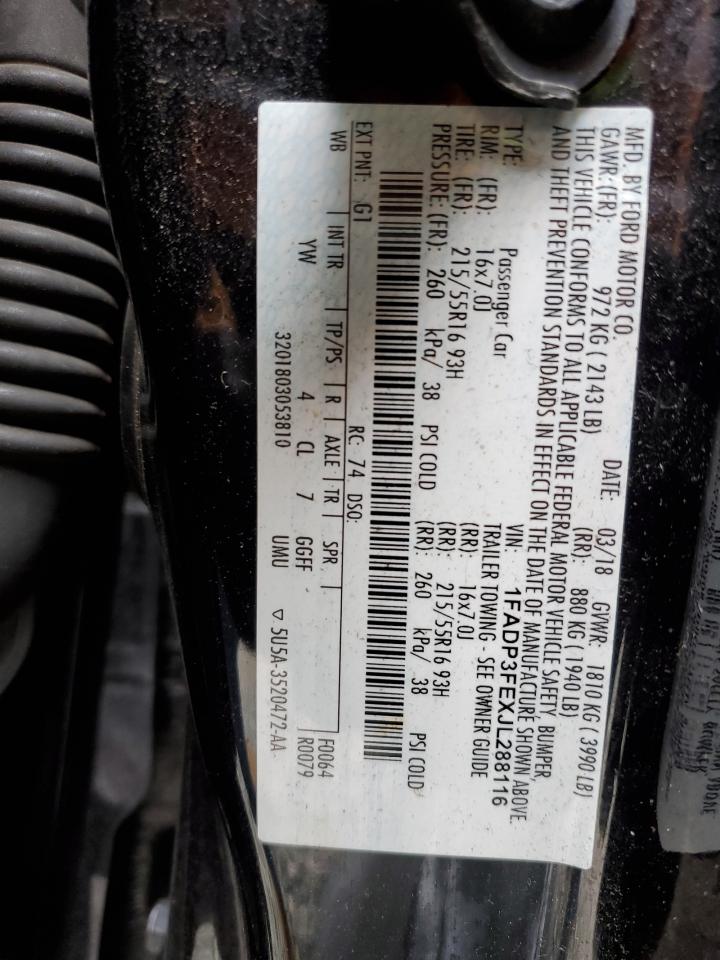 MFD. BY FORD MOTOR CO.
DATE: 03/18 GVWR: 1810 KG ( 3990 LB)
GAWR:(FR): 972 KG ( 2143 LB) (RR): 880 KG ( 1940 LB)
THIS VEHICLE CONFORMS TO ALL APPLICABLE FEDERAL MOTOR VEHICLE SAFETY, BUMPER,
AND THEFT PREVENTION STANDARDS IN EFFECT ON THE DATE OF MANUFACTURE SHOWN ABOVE.
VIN: 1FADP3FEXJL288116
TYPE: Passenger Car TRAILER TOWING - SEE OWNER GUIDE
RIM: (FR): 16x7.0J (RR): 16x7.0J
TIRE: (FR): 215/55R16 93H (RR): 215/55R16 93H
PRESSURE: (FR): 260 kPa/ 38 PSI COLD (RR): 260 kPa/ 38 PSI COLD
EXT PNT: G1 RC: 74 DSO:
WB | INT TR | TP/PS | R | AXLE | TR | SPR | F0064
YW 4 CL 7 GGFF R0079
3201803053810 UMU ▽ 5U5A-3520472-AA